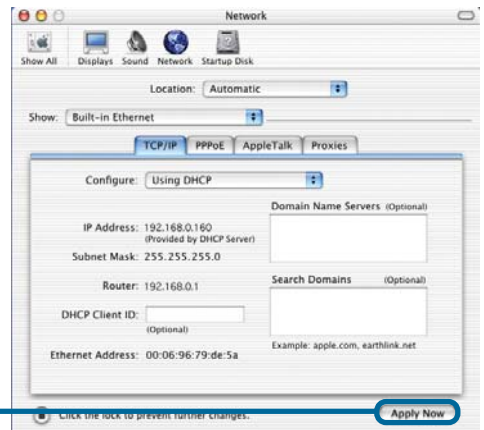 Network
Show All Displays Sound Network Startup Disk
Location: Automatic
Show: Built-in Ethernet
TCP/IP PPPoE AppleTalk Proxies
Configure: Using DHCP
Domain Name Servers (Optional)
IP Address: 192.168.0.160
(Provided by DHCP Server)
Subnet Mask: 255.255.255.0
Router: 192.168.0.1
Search Domains (Optional)
DHCP Client ID:
(Optional)
Example: apple.com, earthlink.net
Ethernet Address: 00:06:96:79:de:5a
Click the lock to prevent further changes.
Apply Now